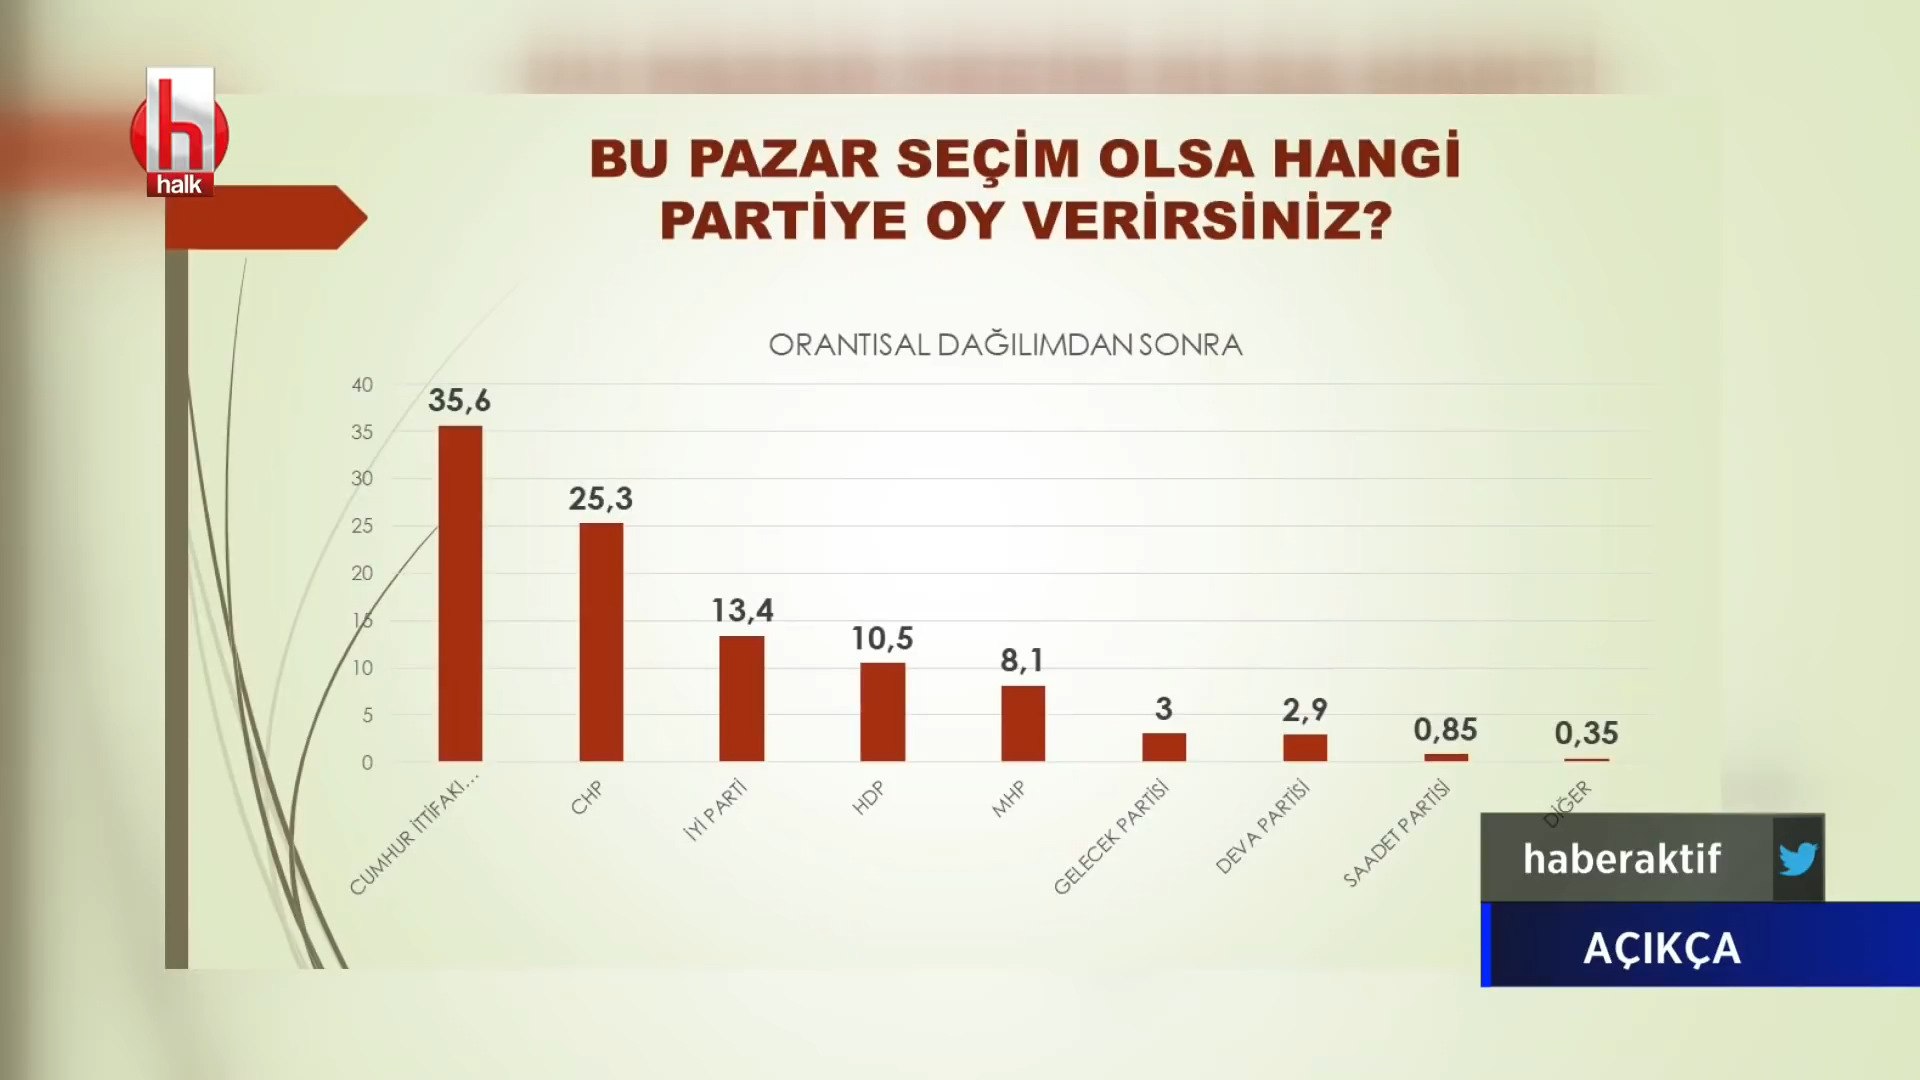 h
halk
BU PAZAR SEÇİM OLSA HANGİ
PARTİYE OY VERİRSİNİZ?
ORANTISAL DAĞILIMDAN SONRA
40
35
30
25
20
15
10
5
0
35,6
25,3
13,4
10,5
8,1
3
2,9
0,85
0,35
CUMHUR İTTİFAKI...
CHP
İYİ PARTİ
HDP
MHP
GELECEK PARTİSİ
DEVA PARTİSİ
SAADET PARTİSİ
DİĞER
haberaktif
AÇIKÇA